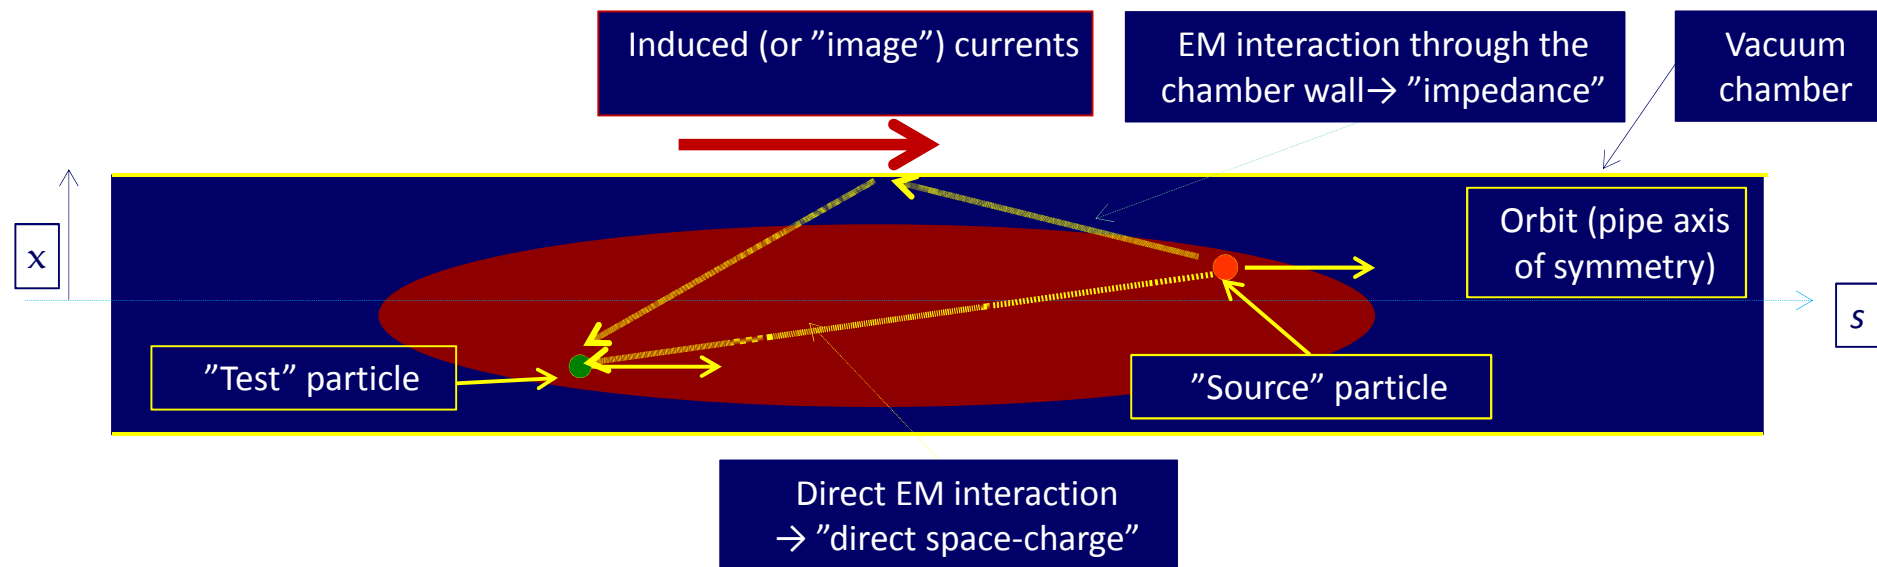 Induced (or ”image”) currents
EM interaction through the
chamber wall→ ”impedance”
Vacuum
chamber
x
Orbit (pipe axis
of symmetry)
s
”Test” particle
”Source” particle
Direct EM interaction
→ ”direct space-charge”